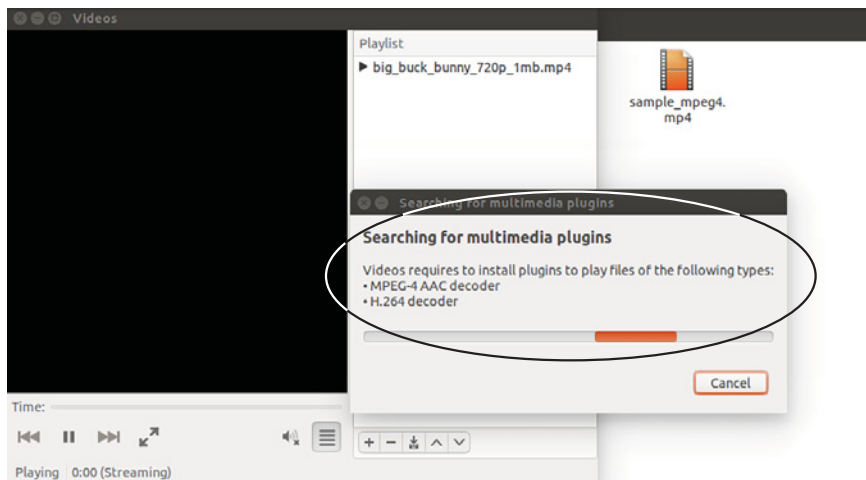 Videos
Playlist
big_buck_bunny_720p_1mb.mp4
sample_mpeg4.
mp4
Searching for multimedia plugins
Searching for multimedia plugins
Videos requires to install plugins to play files of the following types:
• MPEG-4 AAC decoder
• H.264 decoder
Cancel
Time:
Playing 0:00 (Streaming)